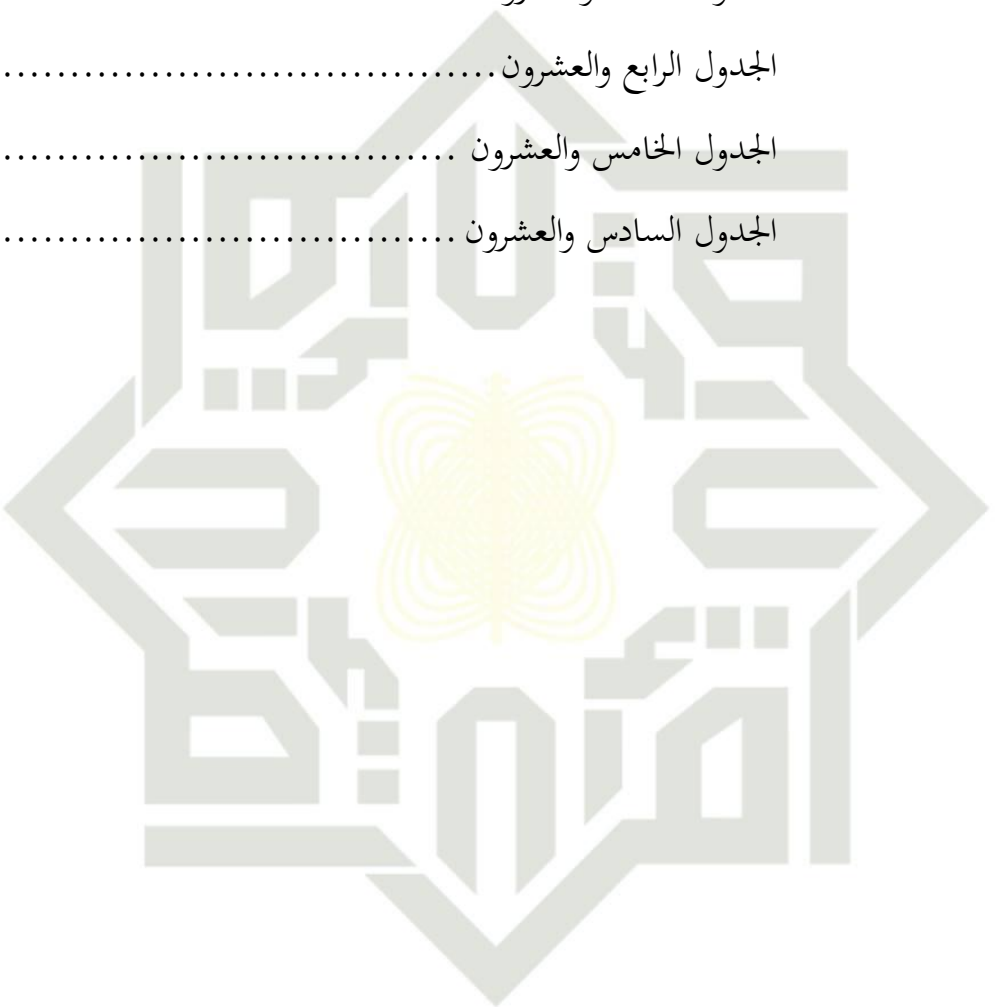 الجدول الرابع والعشرون.....................................
الجدول الخامس والعشرون ..................................
الجدول السادس والعشرون ..................................